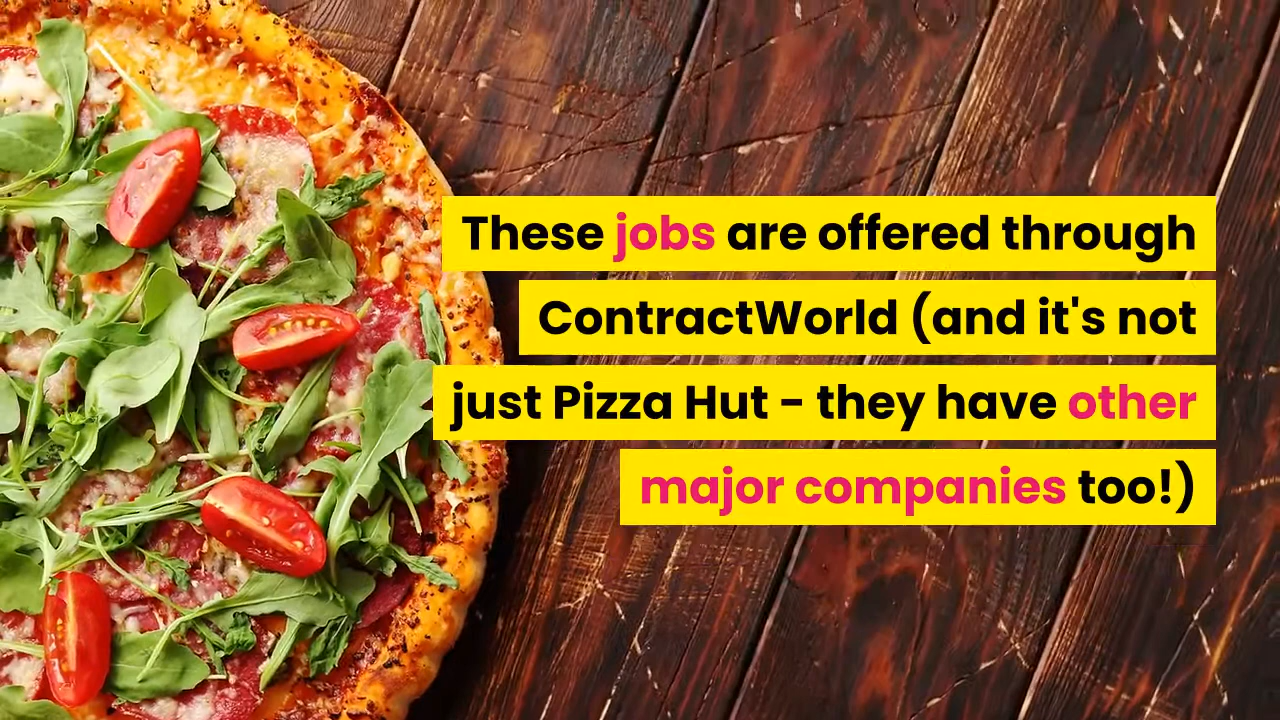 These jobs are offered through
ContractWorld (and it's not
just Pizza Hut - they have other
major companies too!)